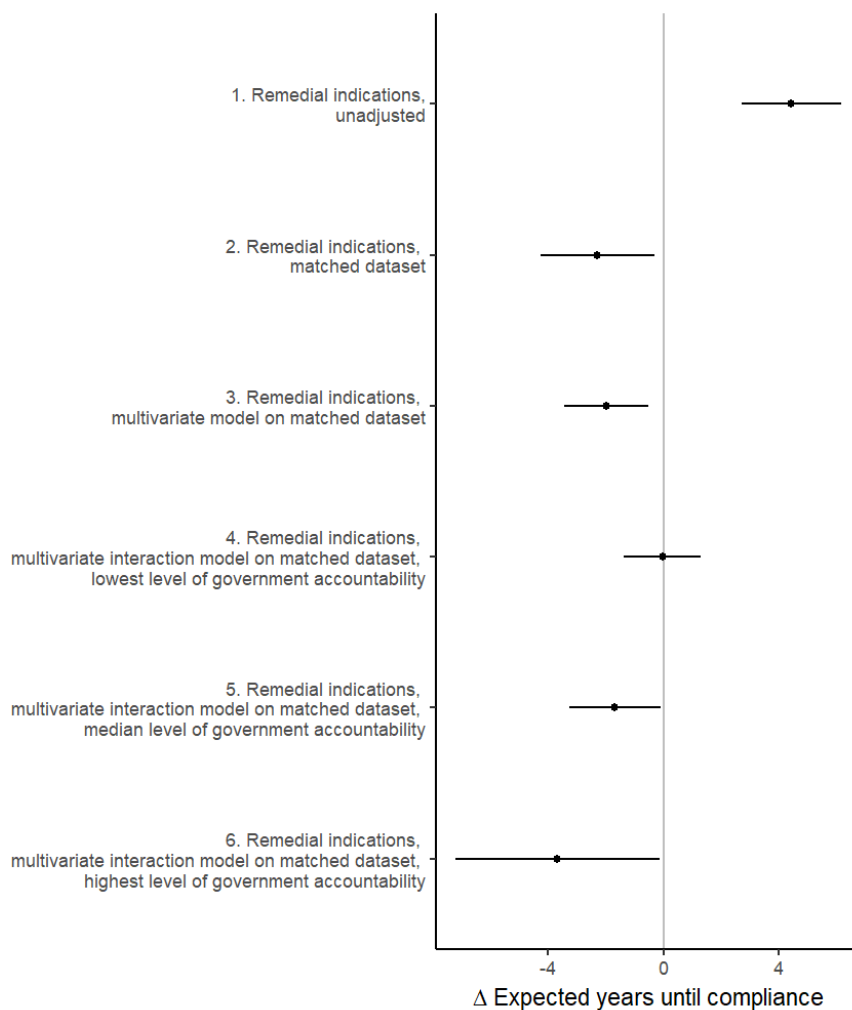 1. Remedial indications,
unadjusted
2. Remedial indications,
matched dataset
3. Remedial indications,
multivariate model on matched dataset
4. Remedial indications,
multivariate interaction model on matched dataset,
lowest level of government accountability
5. Remedial indications,
multivariate interaction model on matched dataset,
median level of government accountability
6. Remedial indications,
multivariate interaction model on matched dataset,
highest level of government accountability
-4 0 4
Δ Expected years until compliance